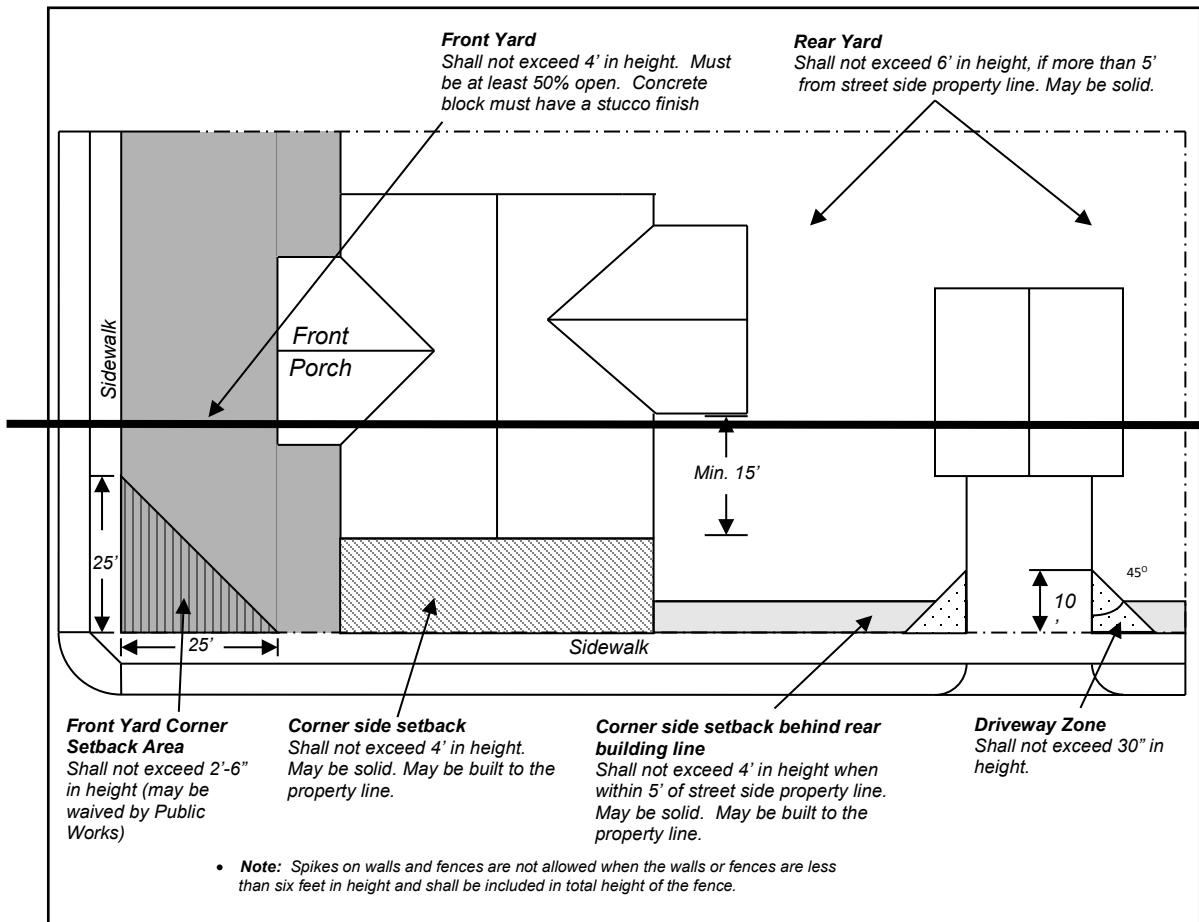 Front Yard
Shall not exceed 4’ in height. Must
be at least 50% open. Concrete
block must have a stucco finish
Rear Yard
Shall not exceed 6’ in height, if more than 5’
from street side property line. May be solid.
Sidewalk
Front
Porch
Min. 15’
25’
25’
10
’
45⁰
Sidewalk
Front Yard Corner
Setback Area
Shall not exceed 2’-6”
in height (may be
waived by Public
Works)
Corner side setback
Shall not exceed 4’ in height.
May be solid. May be built to the
property line.
Corner side setback behind rear
building line
Shall not exceed 4’ in height when
within 5’ of street side property line.
May be solid. May be built to the
property line.
Driveway Zone
Shall not exceed 30” in
height.
• Note: Spikes on walls and fences are not allowed when the walls or fences are less
than six feet in height and shall be included in total height of the fence.